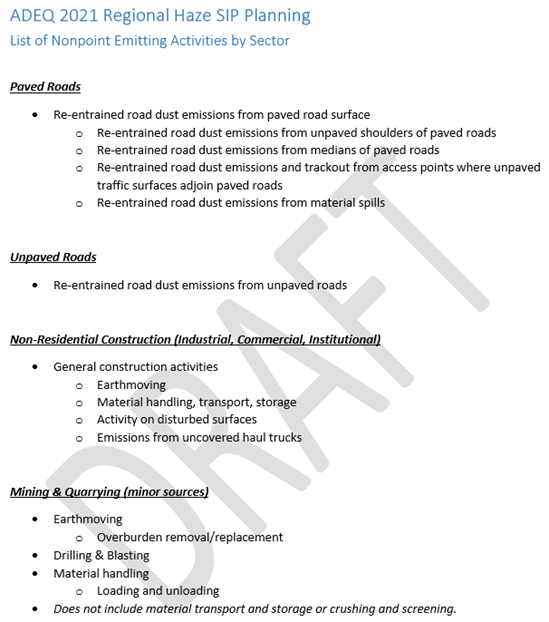 ADEQ 2021 Regional Haze SIP Planning
List of Nonpoint Emitting Activities by Sector
Paved Roads
• Re-entrained road dust emissions from paved road surface
o Re-entrained road dust emissions from unpaved shoulders of paved roads
o Re-entrained road dust emissions from medians of paved roads
o Re-entrained road dust emissions and trackout from access points where unpaved
traffic surfaces adjoin paved roads
o Re-entrained road dust emissions from material spills
Unpaved Roads
• Re-entrained road dust emissions from unpaved roads
Non-Residential Construction (Industrial, Commercial, Institutional)
• General construction activities
o Earthmoving
o Material handling, transport, storage
o Activity on disturbed surfaces
o Emissions from uncovered haul trucks
Mining & Quarrying (minor sources)
• Earthmoving
o Overburden removal/replacement
• Drilling & Blasting
• Material handling
o Loading and unloading
• Does not include material transport and storage or crushing and screening.
DRAFT